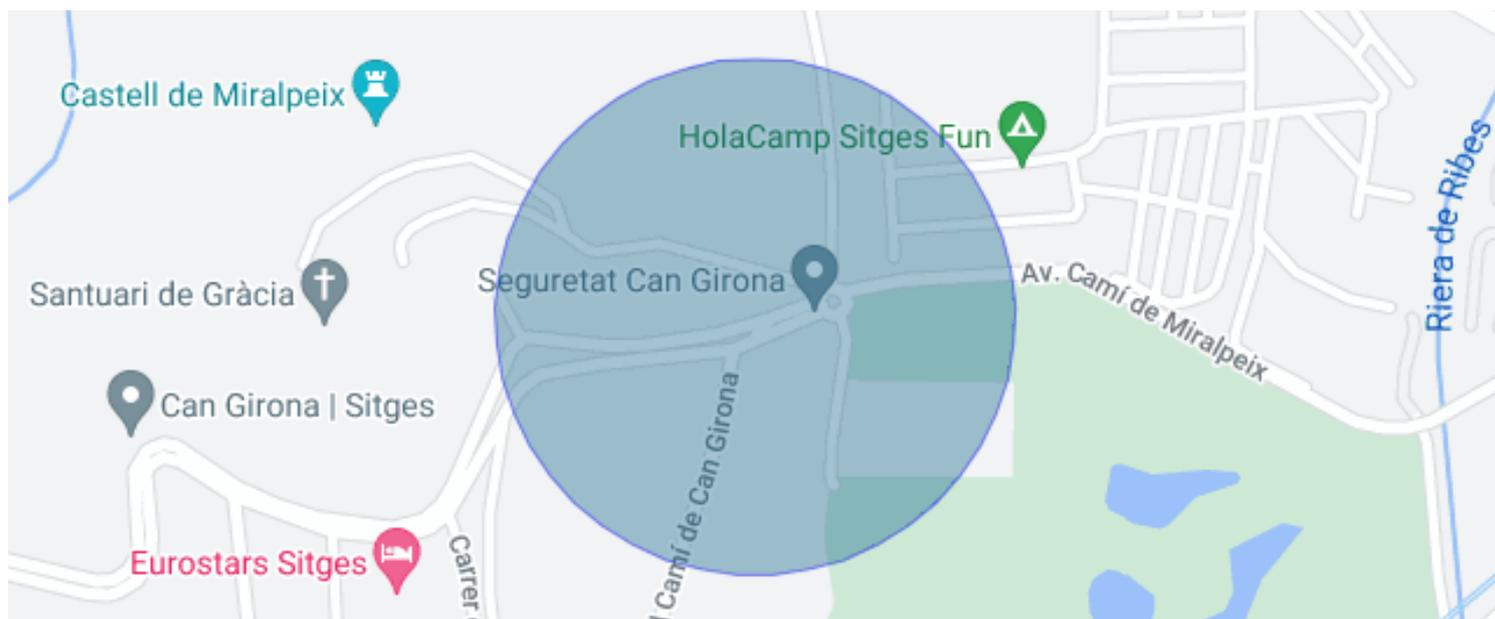 Castell de Miralpeix
HolaCamp Sitges Fun
Riera de Ribes
Seguretat Can Girona
Av. Camí de Miralpeix
Santuari de Gràcia
Can Girona | Sitges
Camí de Can Girona
Eurostars Sitges
Carrer